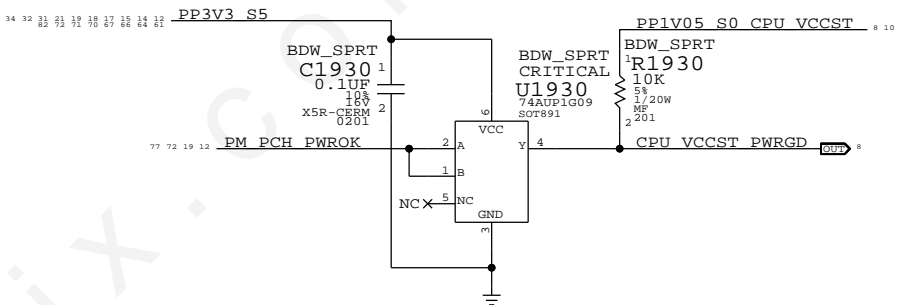 34 32 31 21 19 18 17 15 14 12 PP3V3_S5
82 72 71 70 67 66 64 61
PP1V05_S0_CPU_VCCST 8 10
BDW_SPRT
C1930 1
0.1UF
10%
16V
X5R-CERM 2
0201
BDW_SPRT
CRITICAL
U1930
74AUP1G09
SOT891
BDW_SPRT
1 R1930
10K
5%
1/20W
MF
2 201
6
VCC
77 72 19 12 PM_PCH_PWROK 2 A Y 4 CPU_VCCST_PWRGD OUT 8
1 B
NC 5 NC
GND
3
ix.co